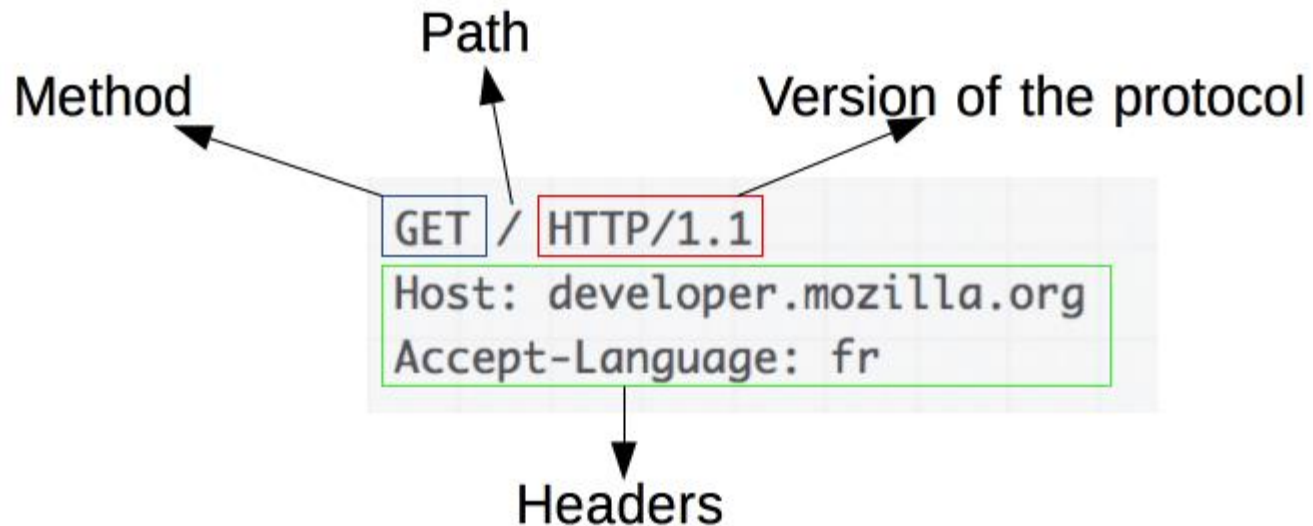 Path
Method
Version of the protocol
GET / HTTP/1.1
Host: developer.mozilla.org
Accept-Language: fr
Headers